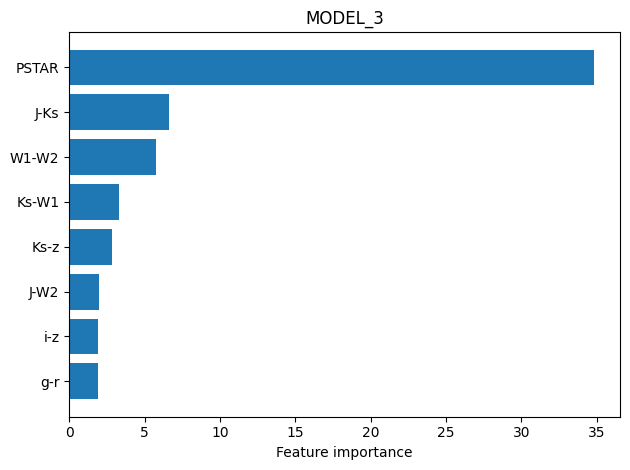 MODEL_3
PSTAR
J-Ks
W1-W2
Ks-W1
Ks-z
J-W2
i-z
g-r
0 5 10 15 20 25 30 35
Feature importance